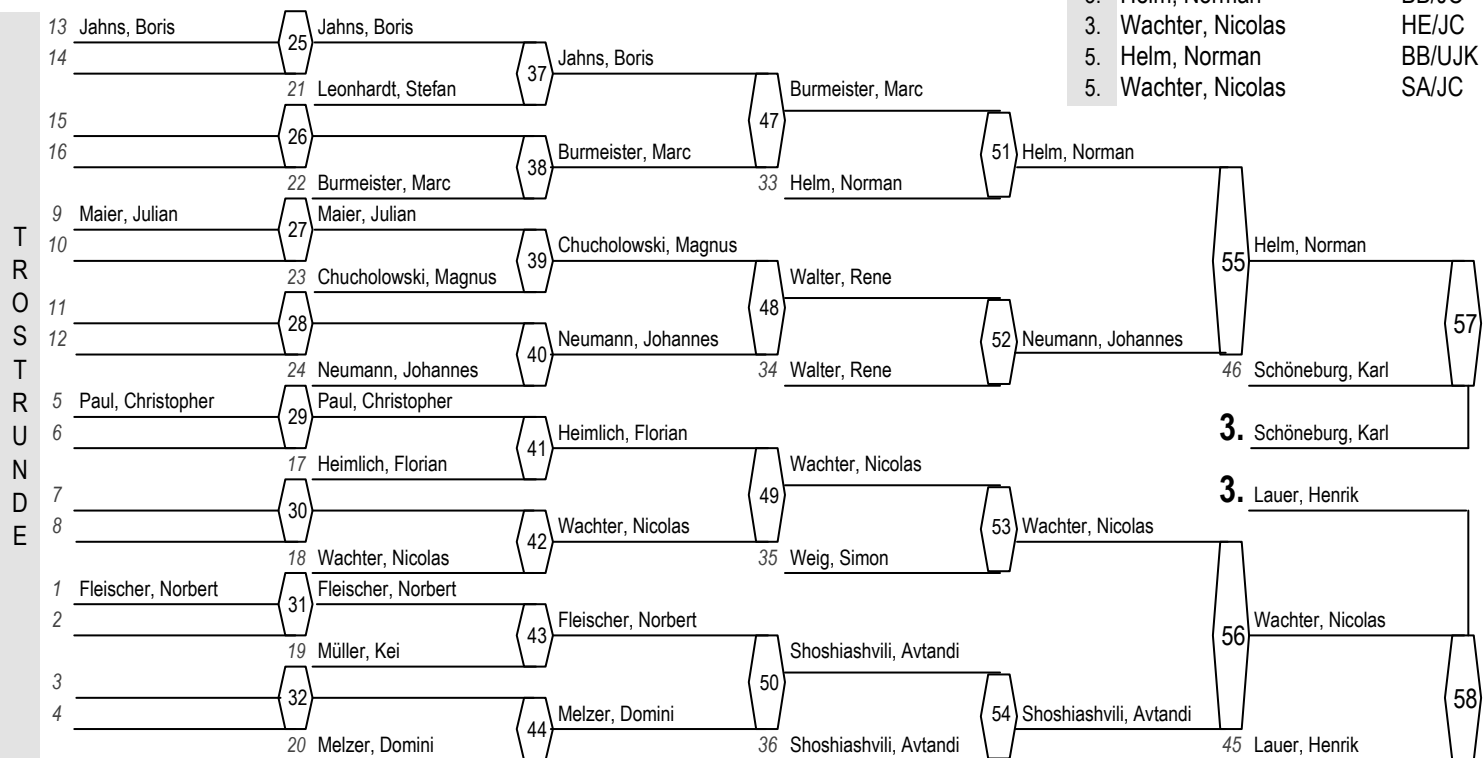 3. Wachter, Nicolas HE/JC
5. Helm, Norman BB/UJK
5. Wachter, Nicolas SA/JC
TROSTRUNDE
13 Jahns, Boris
14
25 Jahns, Boris
21 Leonhardt, Stefan
37 Jahns, Boris
15
16
26
22 Burmeister, Marc
38 Burmeister, Marc
47 Burmeister, Marc
33 Helm, Norman
51 Helm, Norman
9 Maier, Julian
10
27 Maier, Julian
23 Chucholowski, Magnus
39 Chucholowski, Magnus
11
12
28
24 Neumann, Johannes
40 Neumann, Johannes
48 Walter, Rene
34 Walter, Rene
52 Neumann, Johannes
55 Helm, Norman
46 Schöneburg, Karl
57
3. Schöneburg, Karl
5 Paul, Christopher
6
29 Paul, Christopher
17 Heimlich, Florian
41 Heimlich, Florian
7
8
30
18 Wachter, Nicolas
42 Wachter, Nicolas
49 Wachter, Nicolas
35 Weig, Simon
53 Wachter, Nicolas
3. Lauer, Henrik
1 Fleischer, Norbert
2
31 Fleischer, Norbert
19 Müller, Kei
43 Fleischer, Norbert
3
4
32
20 Melzer, Domini
44 Melzer, Domini
50 Shoshiashvili, Avtandi
36 Shoshiashvili, Avtandi
54 Shoshiashvili, Avtandi
56 Wachter, Nicolas
45 Lauer, Henrik
58